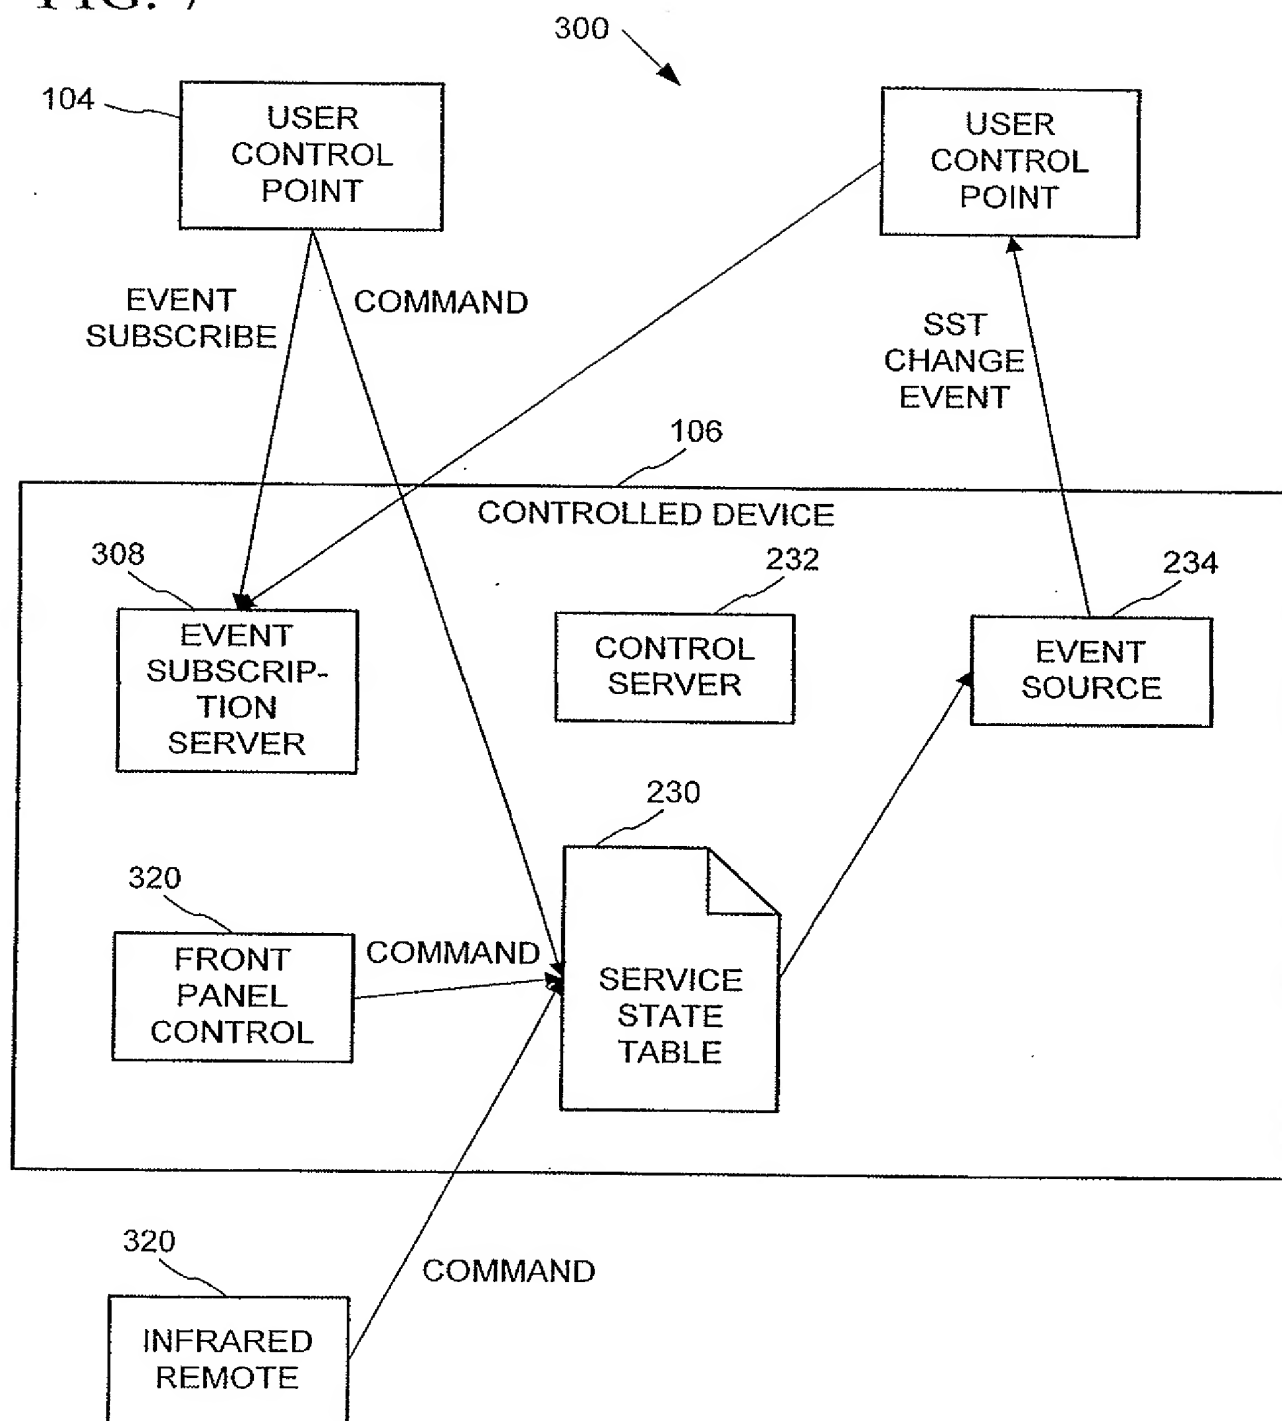 FIG. 7
300
104
USER
CONTROL
POINT
USER
CONTROL
POINT
EVENT
SUBSCRIBE
COMMAND
SST
CHANGE
EVENT
106
CONTROLLED DEVICE
308
EVENT
SUBSCRIP-
TION
SERVER
232
CONTROL
SERVER
234
EVENT
SOURCE
230
SERVICE
STATE
TABLE
320
FRONT
PANEL
CONTROL
COMMAND
320
INFRARED
REMOTE
COMMAND